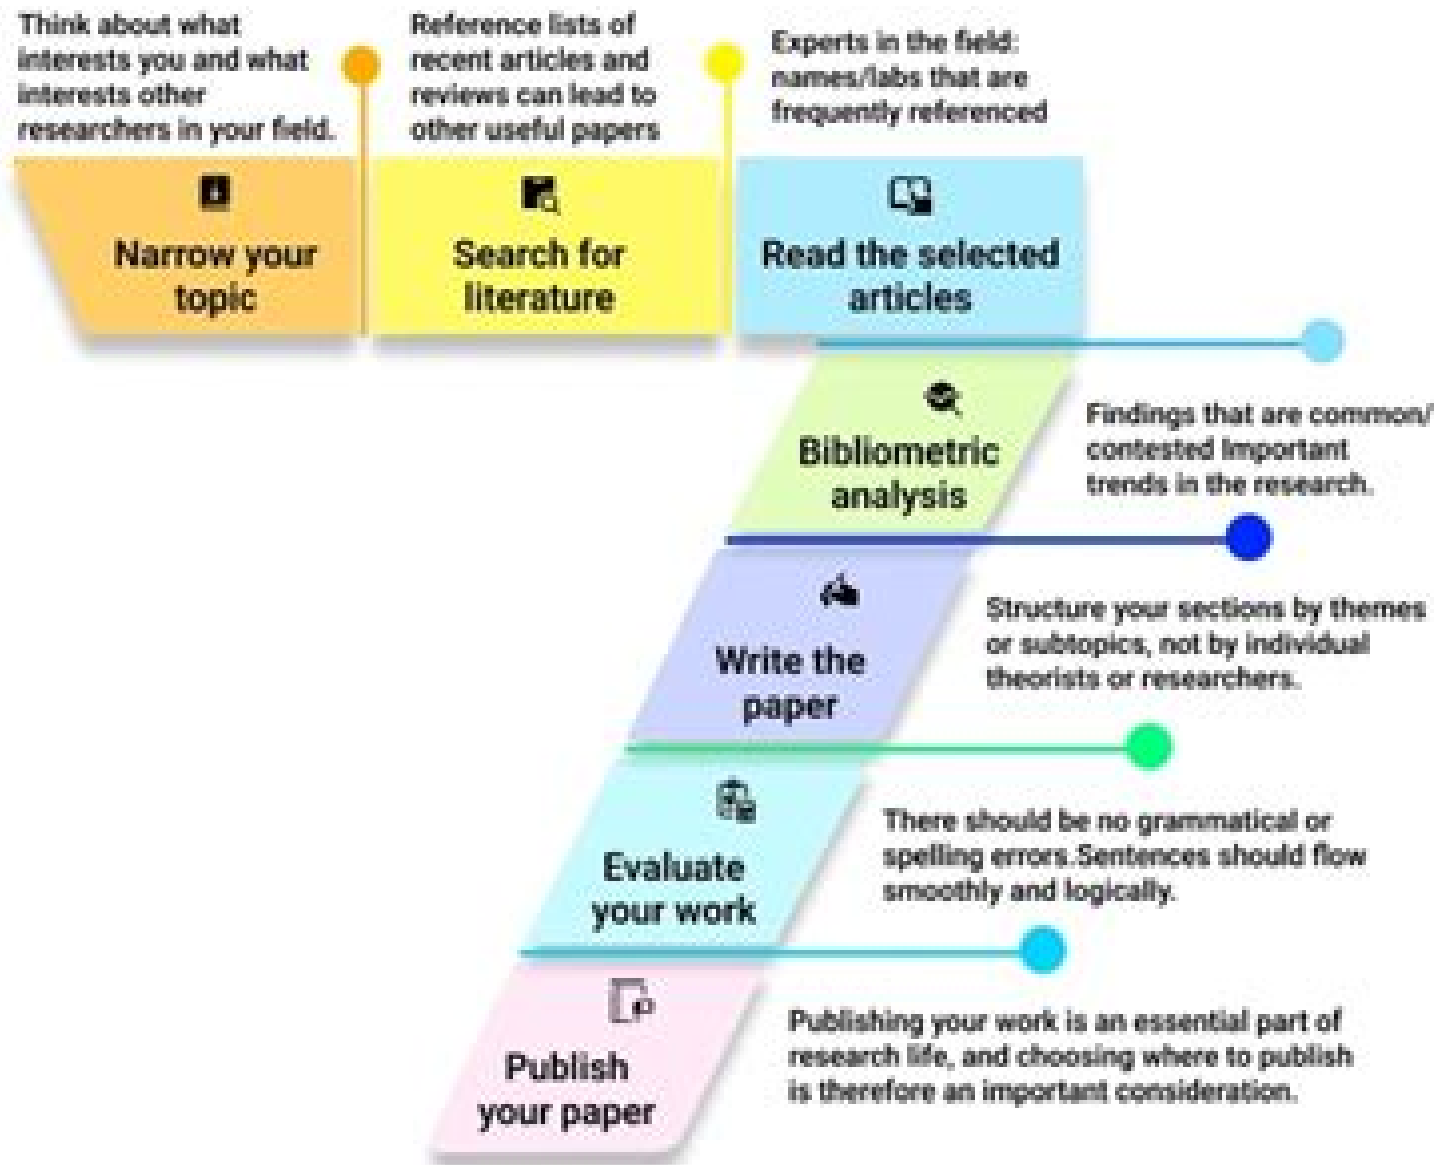 Think about what
interests you and what
interests other
researchers in your field.
Reference lists of
recent articles and
reviews can lead to
other useful papers
Experts in the field:
names/labs that are
frequently referenced
Narrow your
topic
Search for
literature
Read the selected
articles
Bibliometric
analysis
Findings that are common/
contested Important
trends in the research.
Write the
paper
Structure your sections by themes
or subtopics, not by individual
theorists or researchers.
Evaluate
your work
There should be no grammatical or
spelling errors.Sentences should flow
smoothly and logically.
Publish
your paper
Publishing your work is an essential part of
research life, and choosing where to publish
is therefore an important consideration.